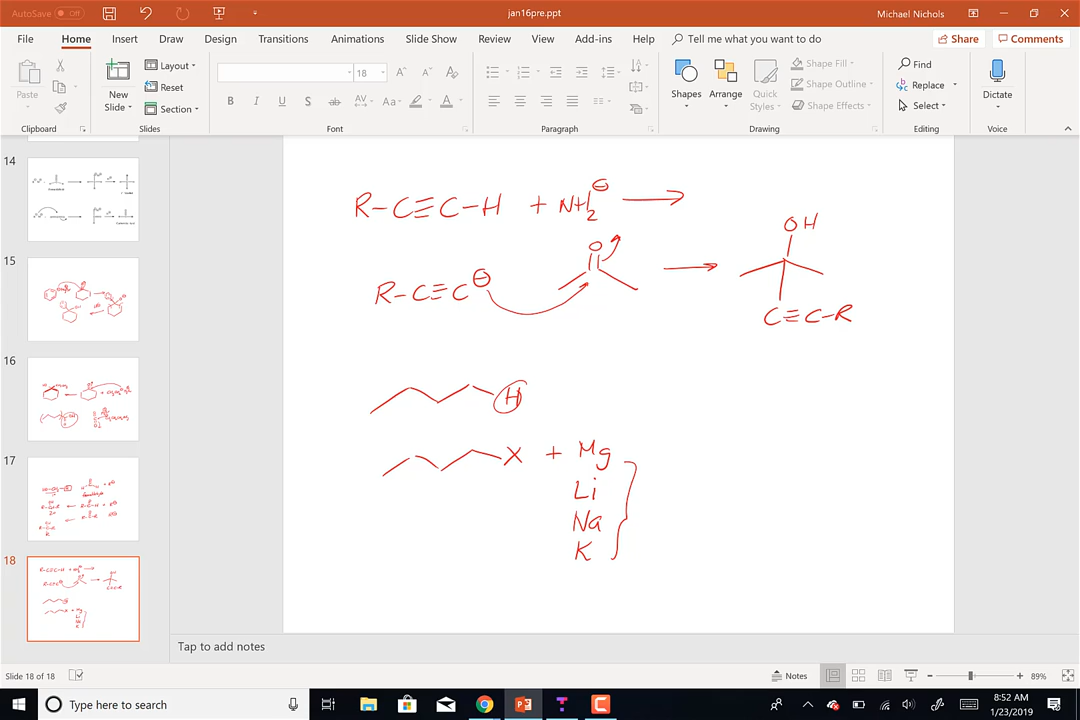 AutoSave Off
jan16pre.ppt
Michael Nichols
File Home Insert Draw Design Transitions Animations Slide Show Review View Add-ins Help Tell me what you want to do Share Comments
Paste
New Slide
Layout
Reset
Section
18
B I U S ab AV Aa A
Shapes
Arrange
Quick Styles
Shape Fill
Shape Outline
Shape Effects
Find
Replace
Select
Dictate
Clipboard Slides Font Paragraph Drawing Editing Voice
14
15
16
17
18
R-C≡C-H + NH₂⊖ →
R-C≡C⊖ O → OH
C≡C-R
H
X + Mg
Li
Na
K
Tap to add notes
Slide 18 of 18
Notes
89%
Type here to search
8:52 AM
1/23/2019